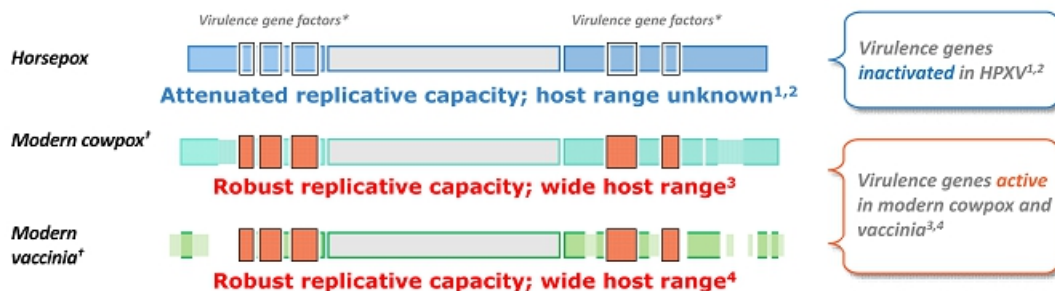 Virulence gene factors* Virulence gene factors*
Horsepox
Attenuated replicative capacity; host range unknown¹,²
Virulence genes
inactivated in HPXV¹,²
Modern cowpox†
Robust replicative capacity; wide host range³
Modern
vaccinia†
Robust replicative capacity; wide host range⁴
Virulence genes active
in modern cowpox and
vaccinia³,⁴